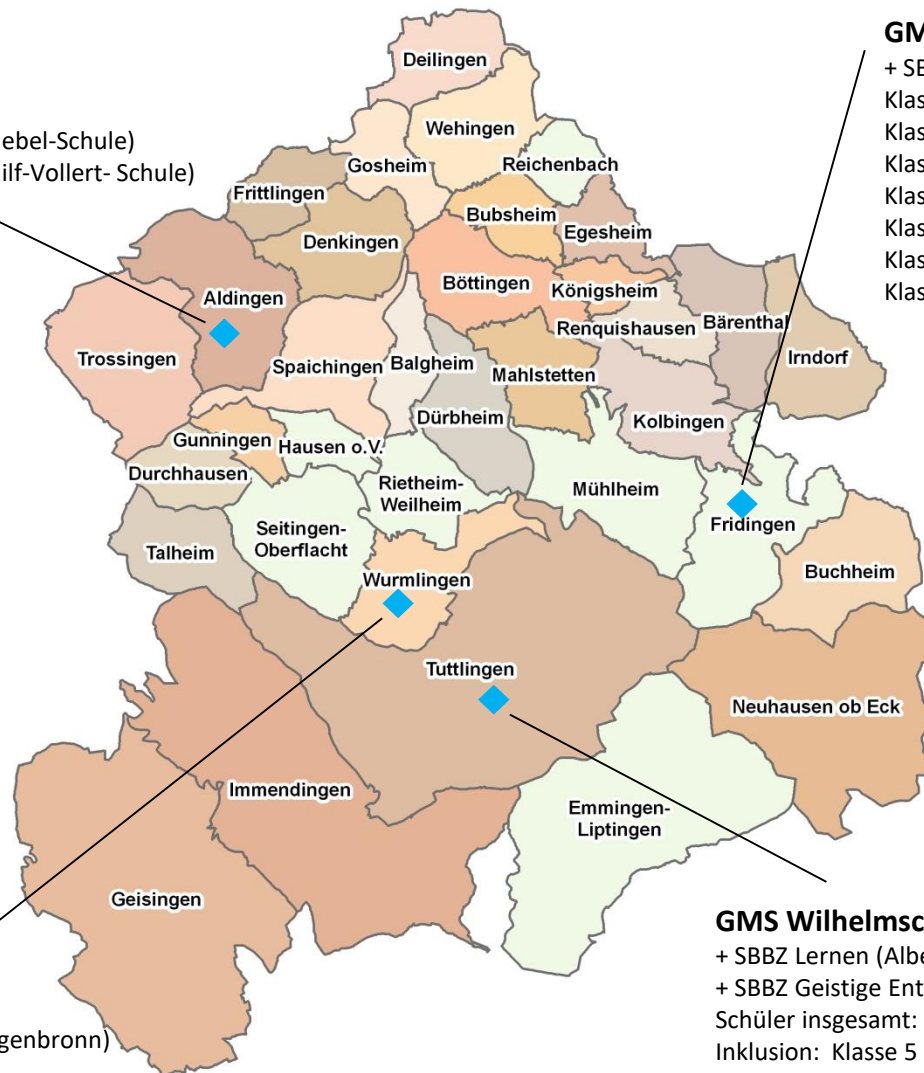 GM
+ SB
Klas
Klas
Klas
Klas
Klas
Klas
Klas
ebel-Schule)
ilf-Vollert- Schule)
Deilingen
Wehingen
Gosheim
Reichenbach
Frittlingen
Bubsheim
Egesheim
Denkingen
Aldingen
Böttingen
Königsheim
Renquishausen
Bärenthal
Trossingen
Spaichingen
Balgheim
Mahlstetten
Irndorf
Dürbheim
Kolbingen
Gunningen
Hausen o.V.
Durchhausen
Rietheim-
Weilheim
Mühlheim
Seitingen-
Oberflacht
Fridingen
Talheim
Buchheim
Wurmlingen
Tuttlingen
Neuhausen ob Eck
Immendingen
Emmingen-
Liptingen
Geisingen
GMS Wilhelmsc
+ SBBZ Lernen (Albe
+ SBBZ Geistige Ent
Schüler insgesamt:
Inklusion: Klasse 5
genbronn)